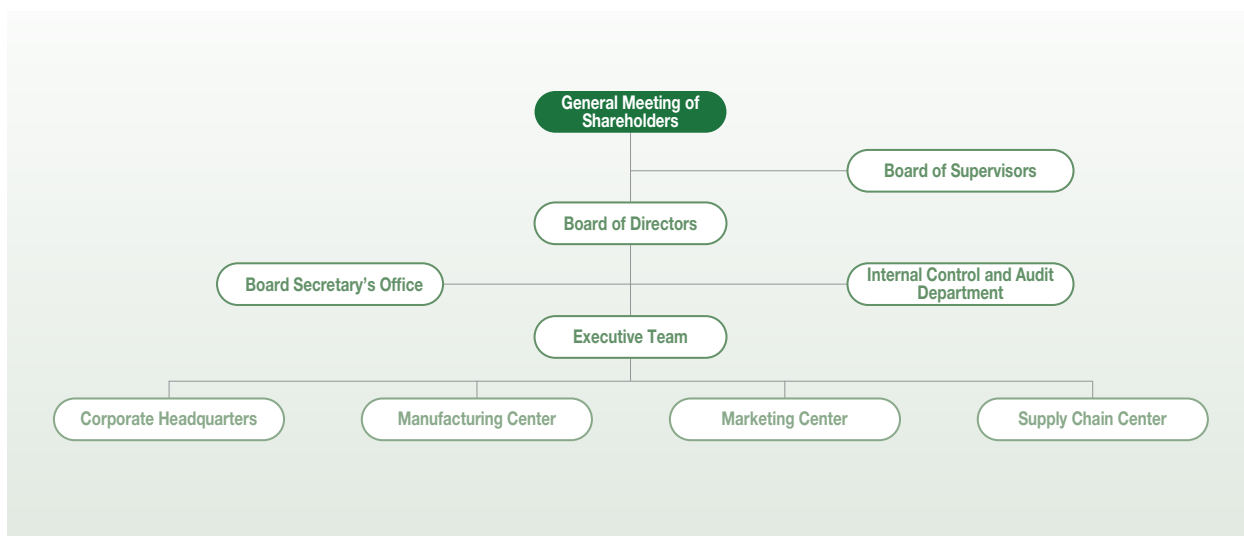 General Meeting of
Shareholders
Board of Supervisors
Board of Directors
Board Secretary’s Office
Internal Control and Audit
Department
Executive Team
Corporate Headquarters
Manufacturing Center
Marketing Center
Supply Chain Center